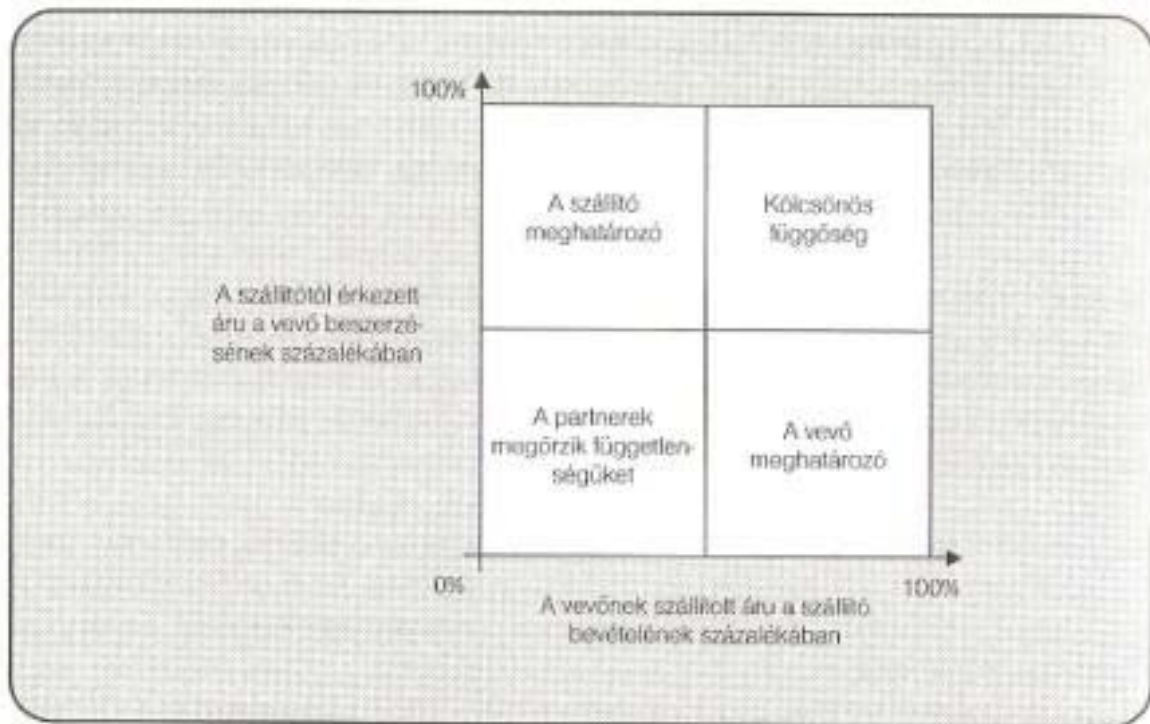 100%
A szállító
meghatározó
Kölcsönös
függőség
A szállítótól érkezett
áru a vevő beszerzé-
sének százalékában
A partnerek
megőrzik független-
ségüket
A vevő
meghatározó
0%
100%
A vevőnek szállított áru a szállító
bevételének százalékában